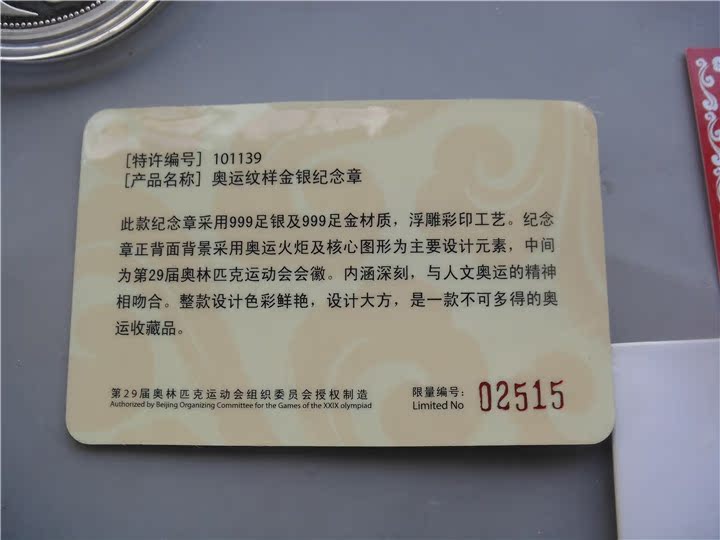 [特许编号] 101139
[产品名称] 奥运纹样金银纪念章
此款纪念章采用999足银及999足金材质，浮雕彩印工艺。纪念
章正背面背景采用奥运火炬及核心图形为主要设计元素，中间
为第29届奥林匹克运动会会徽。内涵深刻，与人文奥运的精神
相吻合。整款设计色彩鲜艳，设计大方，是一款不可多得的奥
运收藏品。
第29届奥林匹克运动会组织委员会授权制造
Authorized by Beijing Organizing Committee for the Games of the XXIX olympiad
限量编号：
Limited No 02515